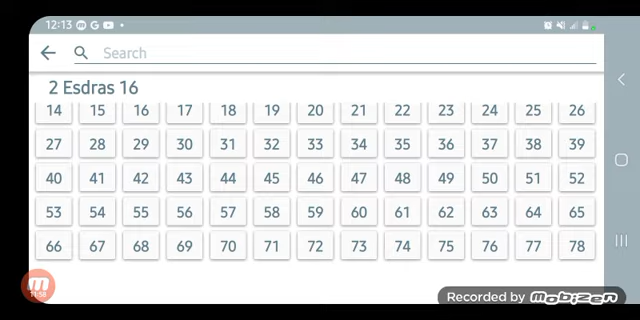 12:13 M G
Search
2 Esdras 16
14 15 16 17 18 19 20 21 22 23 24 25 26
27 28 29 30 31 32 33 34 35 36 37 38 39
40 41 42 43 44 45 46 47 48 49 50 51 52
53 54 55 56 57 58 59 60 61 62 63 64 65
66 67 68 69 70 71 72 73 74 75 76 77 78
11:58
Recorded by mobizen